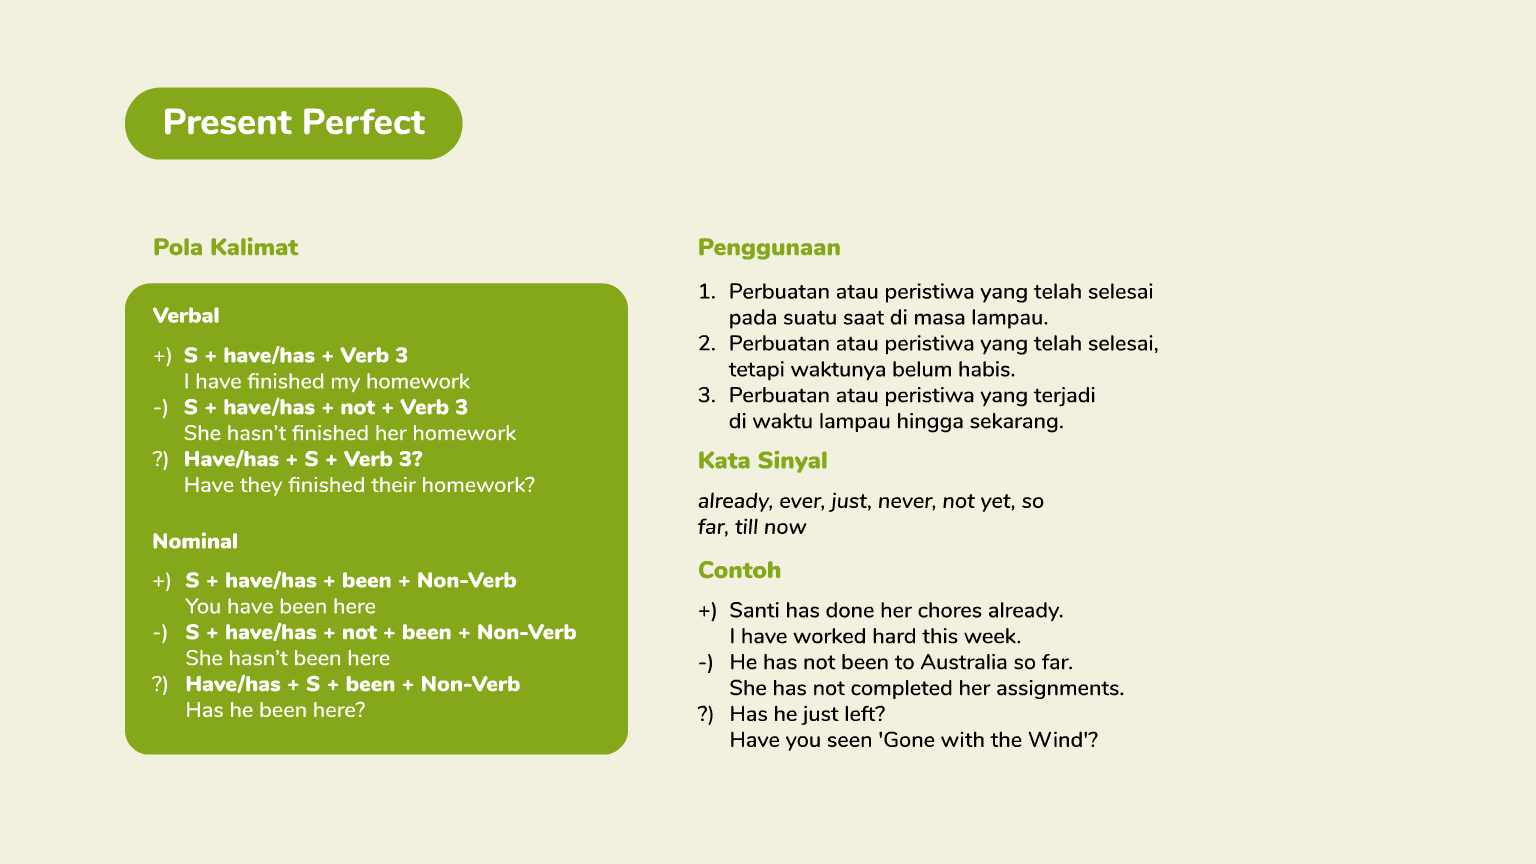 Present Perfect
Pola Kalimat
Verbal
+) S + have/has + Verb 3
I have finished my homework
-) S + have/has + not + Verb 3
She hasn’t finished her homework
?) Have/has + S + Verb 3?
Have they finished their homework?
Nominal
+) S + have/has + been + Non-Verb
You have been here
-) S + have/has + not + been + Non-Verb
She hasn’t been here
?) Have/has + S + been + Non-Verb
Has he been here?
Penggunaan
1. Perbuatan atau peristiwa yang telah selesai
pada suatu saat di masa lampau.
2. Perbuatan atau peristiwa yang telah selesai,
tetapi waktunya belum habis.
3. Perbuatan atau peristiwa yang terjadi
di waktu lampau hingga sekarang.
Kata Sinyal
already, ever, just, never, not yet, so
far, till now
Contoh
+) Santi has done her chores already.
I have worked hard this week.
-) He has not been to Australia so far.
She has not completed her assignments.
?) Has he just left?
Have you seen 'Gone with the Wind'?